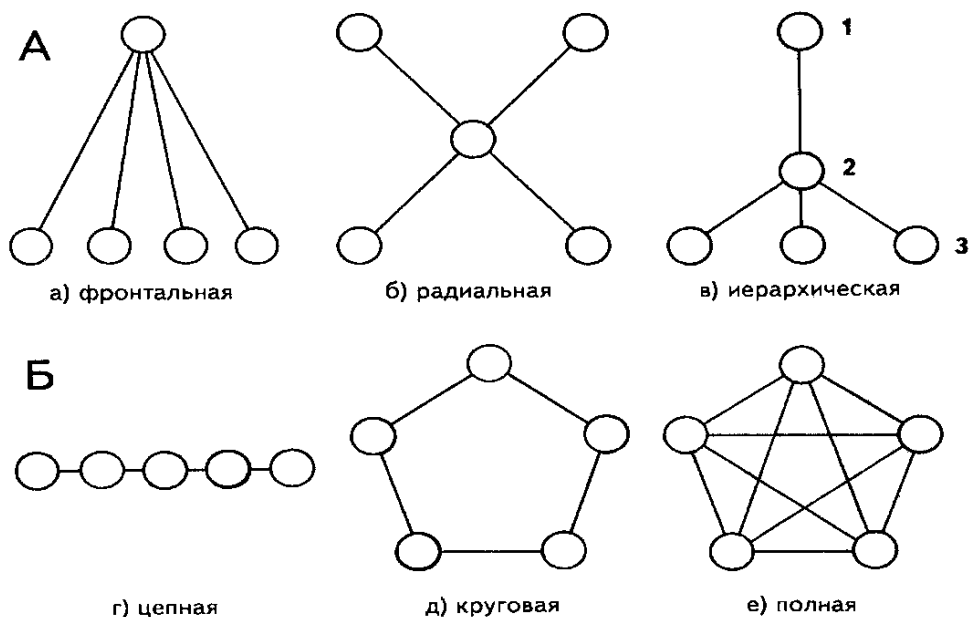 А
1
2
3
а) фронтальная
б) радиальная
в) иерархическая
Б
г) цепная
д) круговая
е) полная